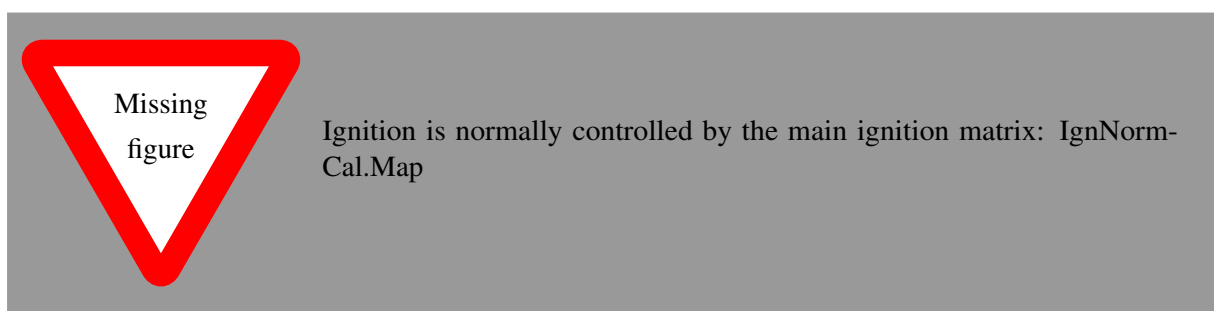 Missing
figure
Ignition is normally controlled by the main ignition matrix: IgnNorm-
Cal.Map